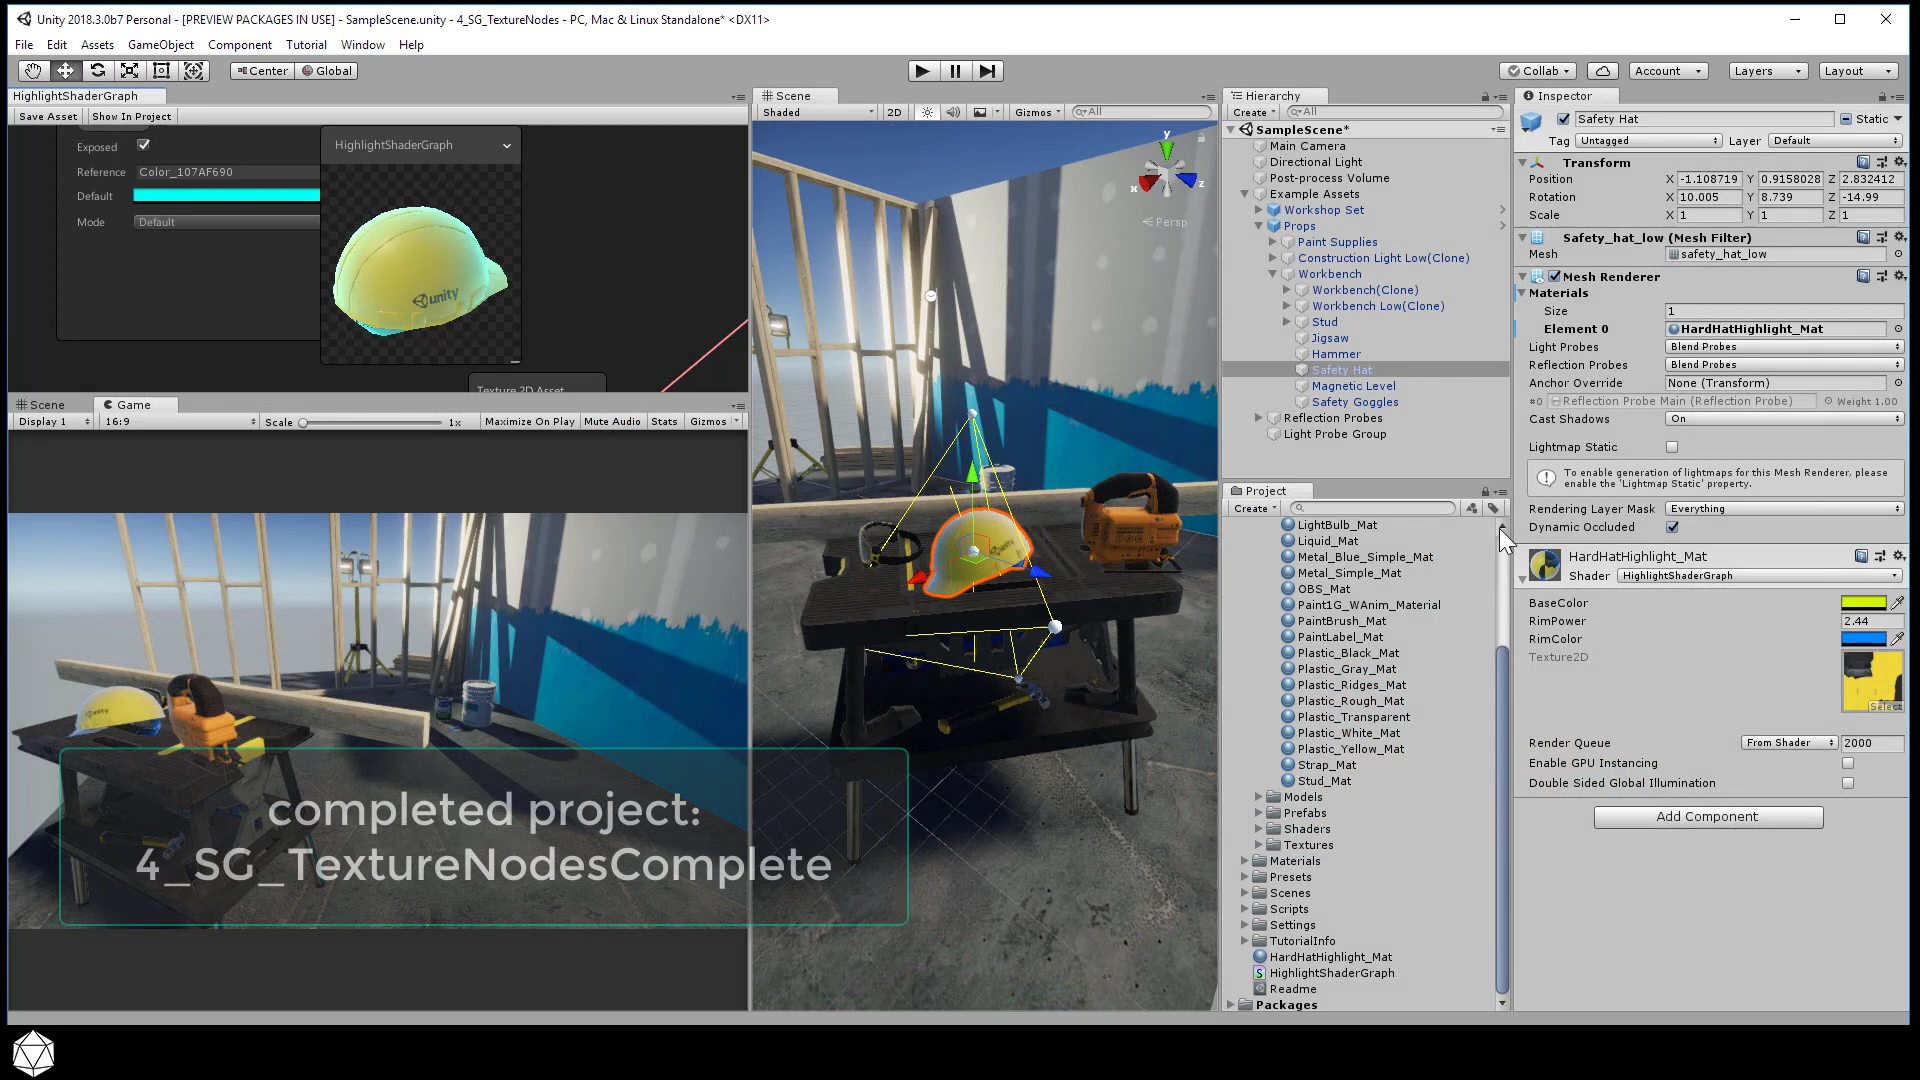 Unity 2018.3.0b7 Personal - [PREVIEW PACKAGES IN USE] - SampleScene.unity - 4_SG_TextureNodes - PC, Mac & Linux Standalone* <DX11>
File Edit Assets GameObject Component Tutorial Window Help
Center Global
Collab Account Layers Layout
HighlightShaderGraph
Save Asset Show In Project
Exposed
Reference Color_107AF690
Default
Mode Default
HighlightShaderGraph
unity
Texture 2D Asset
Scene Game
Display 1 16:9 Scale 1x Maximize On Play Mute Audio Stats Gizmos
completed project:
4_SG_TextureNodesComplete
Scene
Shaded 2D Gizmos All
y
x z
Persp
Hierarchy
Create All
SampleScene*
Main Camera
Directional Light
Post-process Volume
Example Assets
Workshop Set
Props
Paint Supplies
Construction Light Low(Clone)
Workbench
Workbench(Clone)
Workbench Low(Clone)
Stud
Jigsaw
Hammer
Safety Hat
Magnetic Level
Safety Goggles
Reflection Probes
Light Probe Group
Project
Create
LightBulb_Mat
Liquid_Mat
Metal_Blue_Simple_Mat
Metal_Simple_Mat
OBS_Mat
Paint1G_WAnim_Material
PaintBrush_Mat
PaintLabel_Mat
Plastic_Black_Mat
Plastic_Gray_Mat
Plastic_Ridges_Mat
Plastic_Rough_Mat
Plastic_Transparent
Plastic_White_Mat
Plastic_Yellow_Mat
Strap_Mat
Stud_Mat
Models
Prefabs
Shaders
Textures
Materials
Presets
Scenes
Scripts
Settings
TutorialInfo
HardHatHighlight_Mat
HighlightShaderGraph
Readme
Packages
Inspector
Safety Hat Static
Tag Untagged Layer Default
Transform
Position X -1.108719 Y 0.9158028 Z 2.832412
Rotation X 10.005 Y 8.739 Z -14.99
Scale X 1 Y 1 Z 1
Safety_hat_low (Mesh Filter)
Mesh safety_hat_low
Mesh Renderer
Materials
Size 1
Element 0 HardHatHighlight_Mat
Light Probes Blend Probes
Reflection Probes Blend Probes
Anchor Override None (Transform)
#0 Reflection Probe Main (Reflection Probe) Weight 1.00
Cast Shadows On
Lightmap Static
To enable generation of lightmaps for this Mesh Renderer, please
enable the 'Lightmap Static' property.
Rendering Layer Mask Everything
Dynamic Occluded
HardHatHighlight_Mat
Shader HighlightShaderGraph
BaseColor
RimPower 2.44
RimColor
Texture2D
Select
Render Queue From Shader 2000
Enable GPU Instancing
Double Sided Global Illumination
Add Component